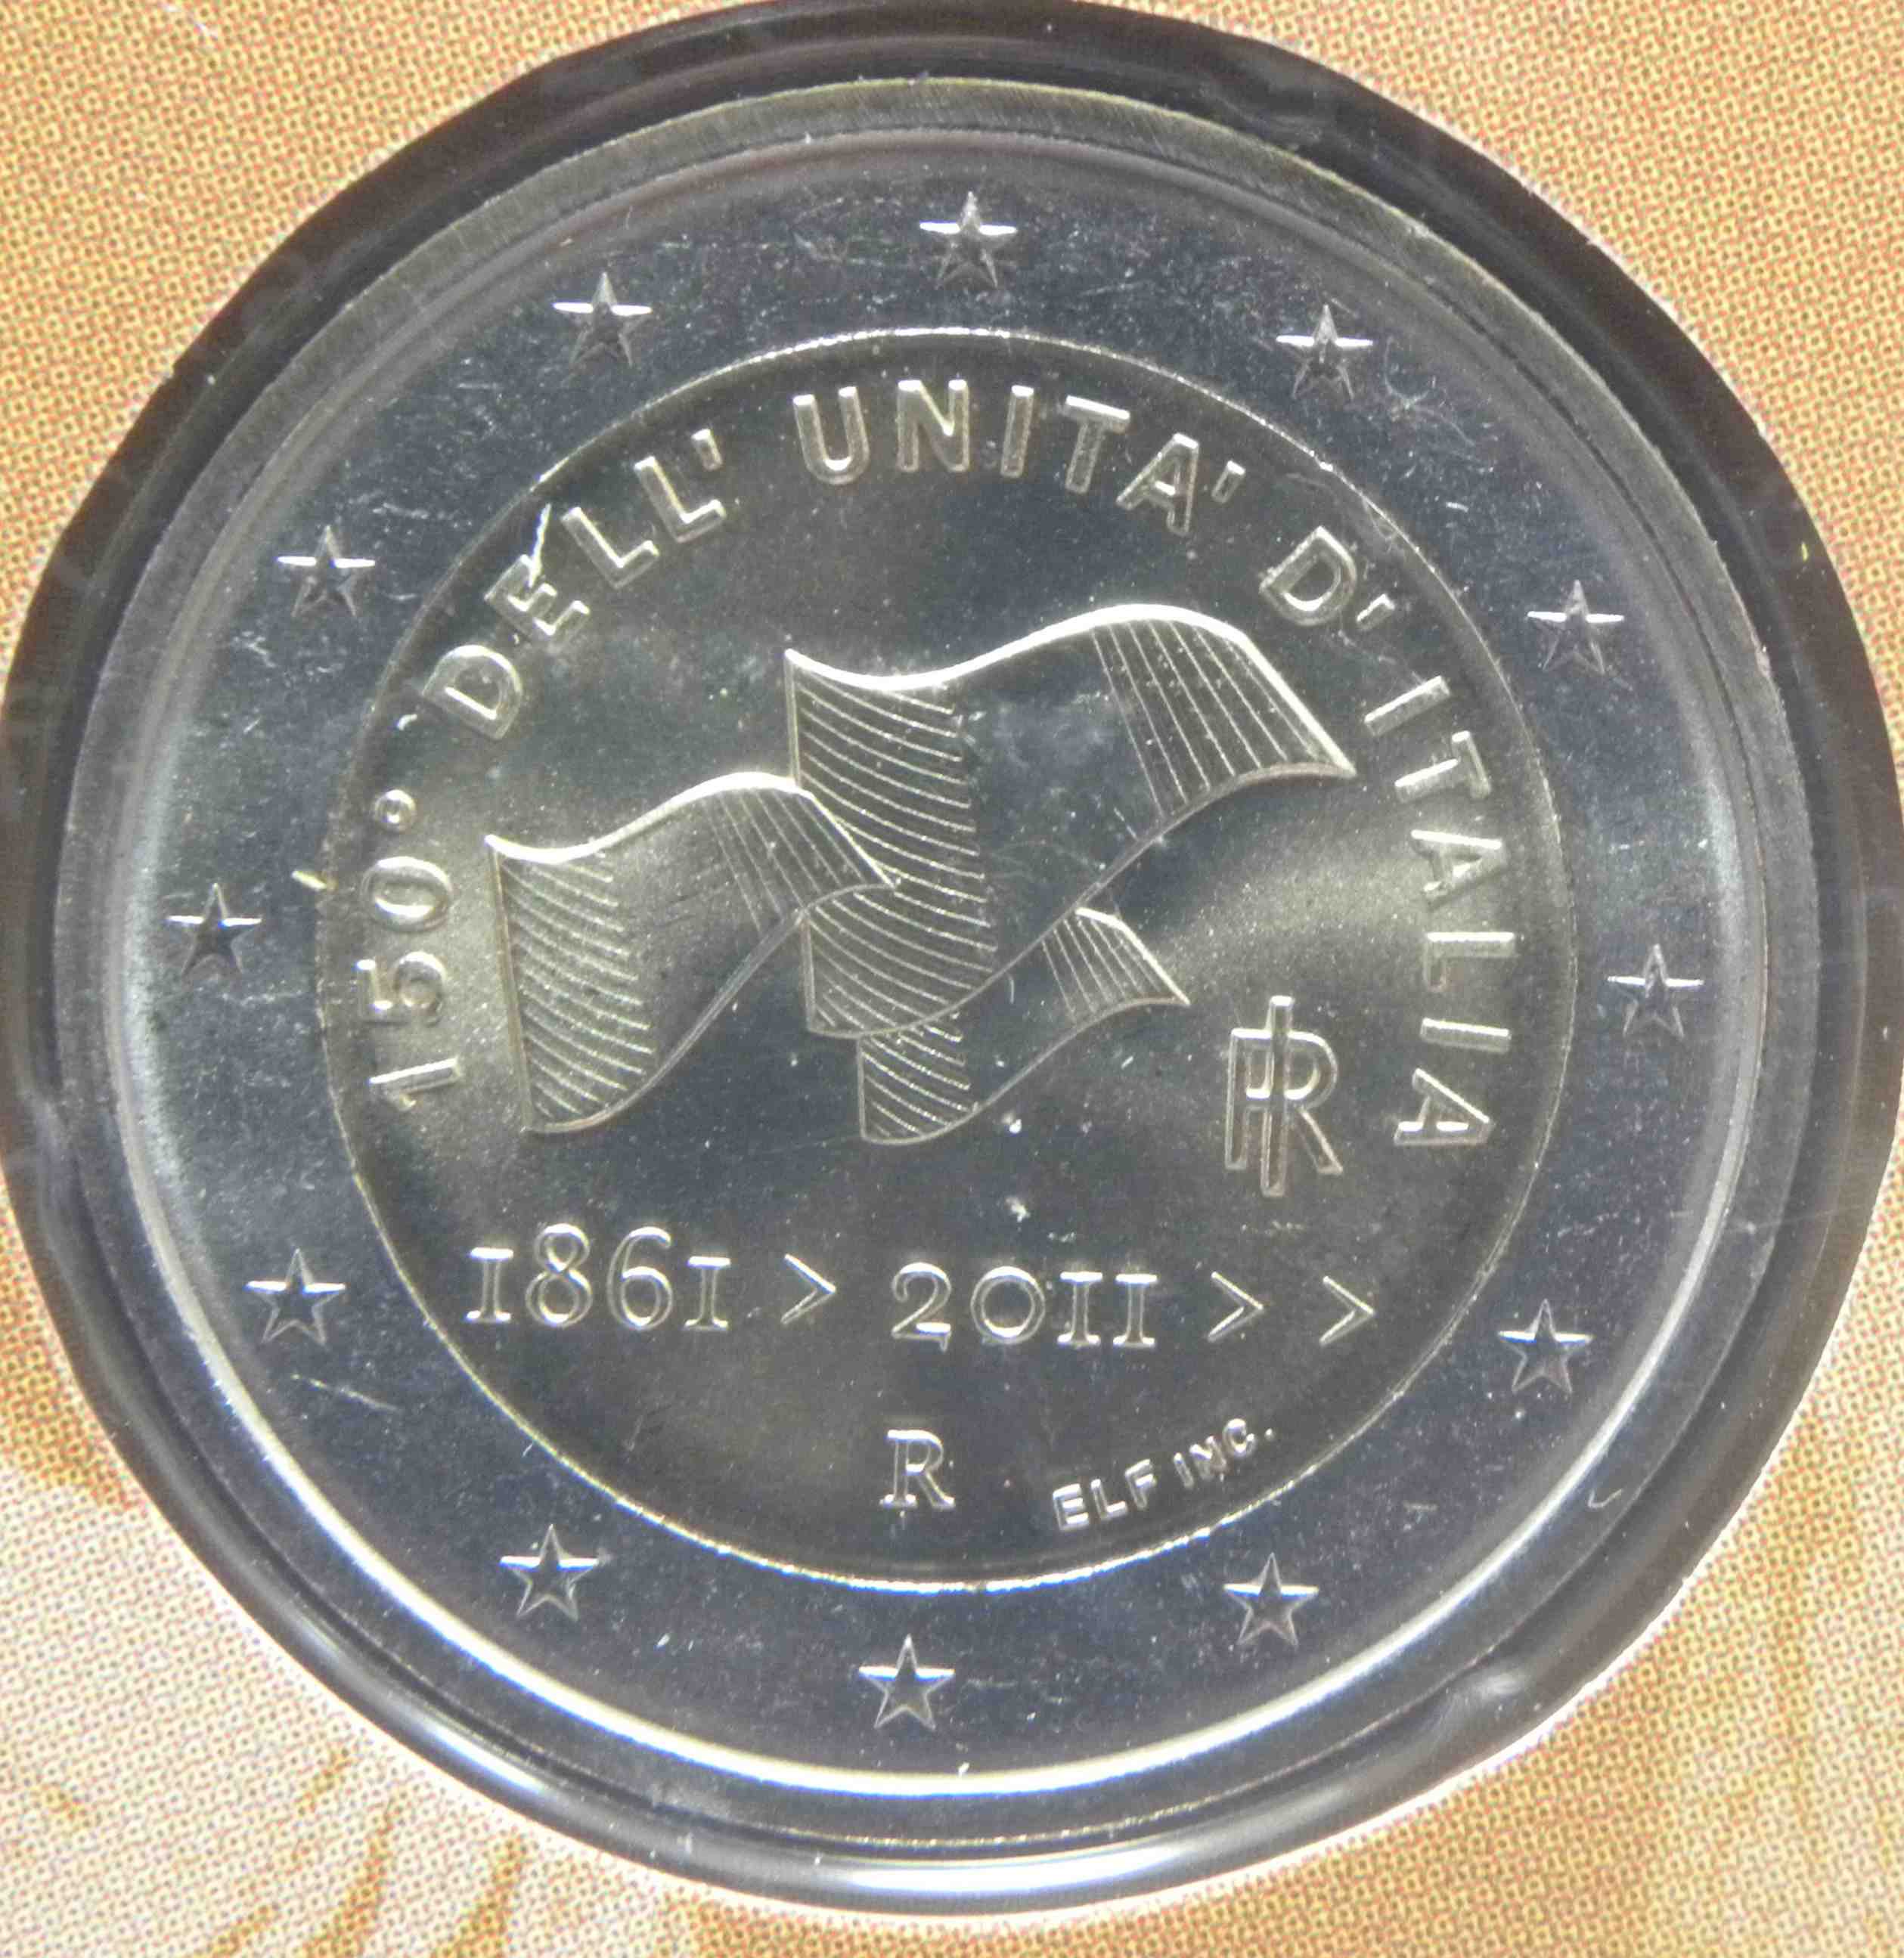 150° DELL' UNITA' D'ITALIA
RI
1861 > 2011 > >
R
ELF INC.